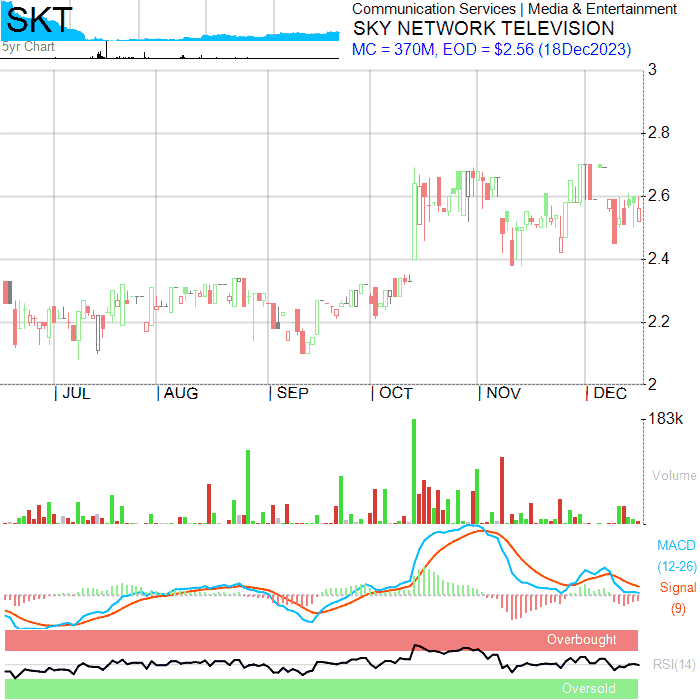 SKT
5yr Chart
Communication Services | Media & Entertainment
SKY NETWORK TELEVISION
MC = 370M, EOD = $2.56 (18Dec2023)
3
2.8
2.6
2.4
2.2
2
| JUL | AUG | SEP | OCT | NOV | DEC
183k
Volume
MACD
(12-26)
Signal
(9)
Overbought
RSI(14)
Oversold